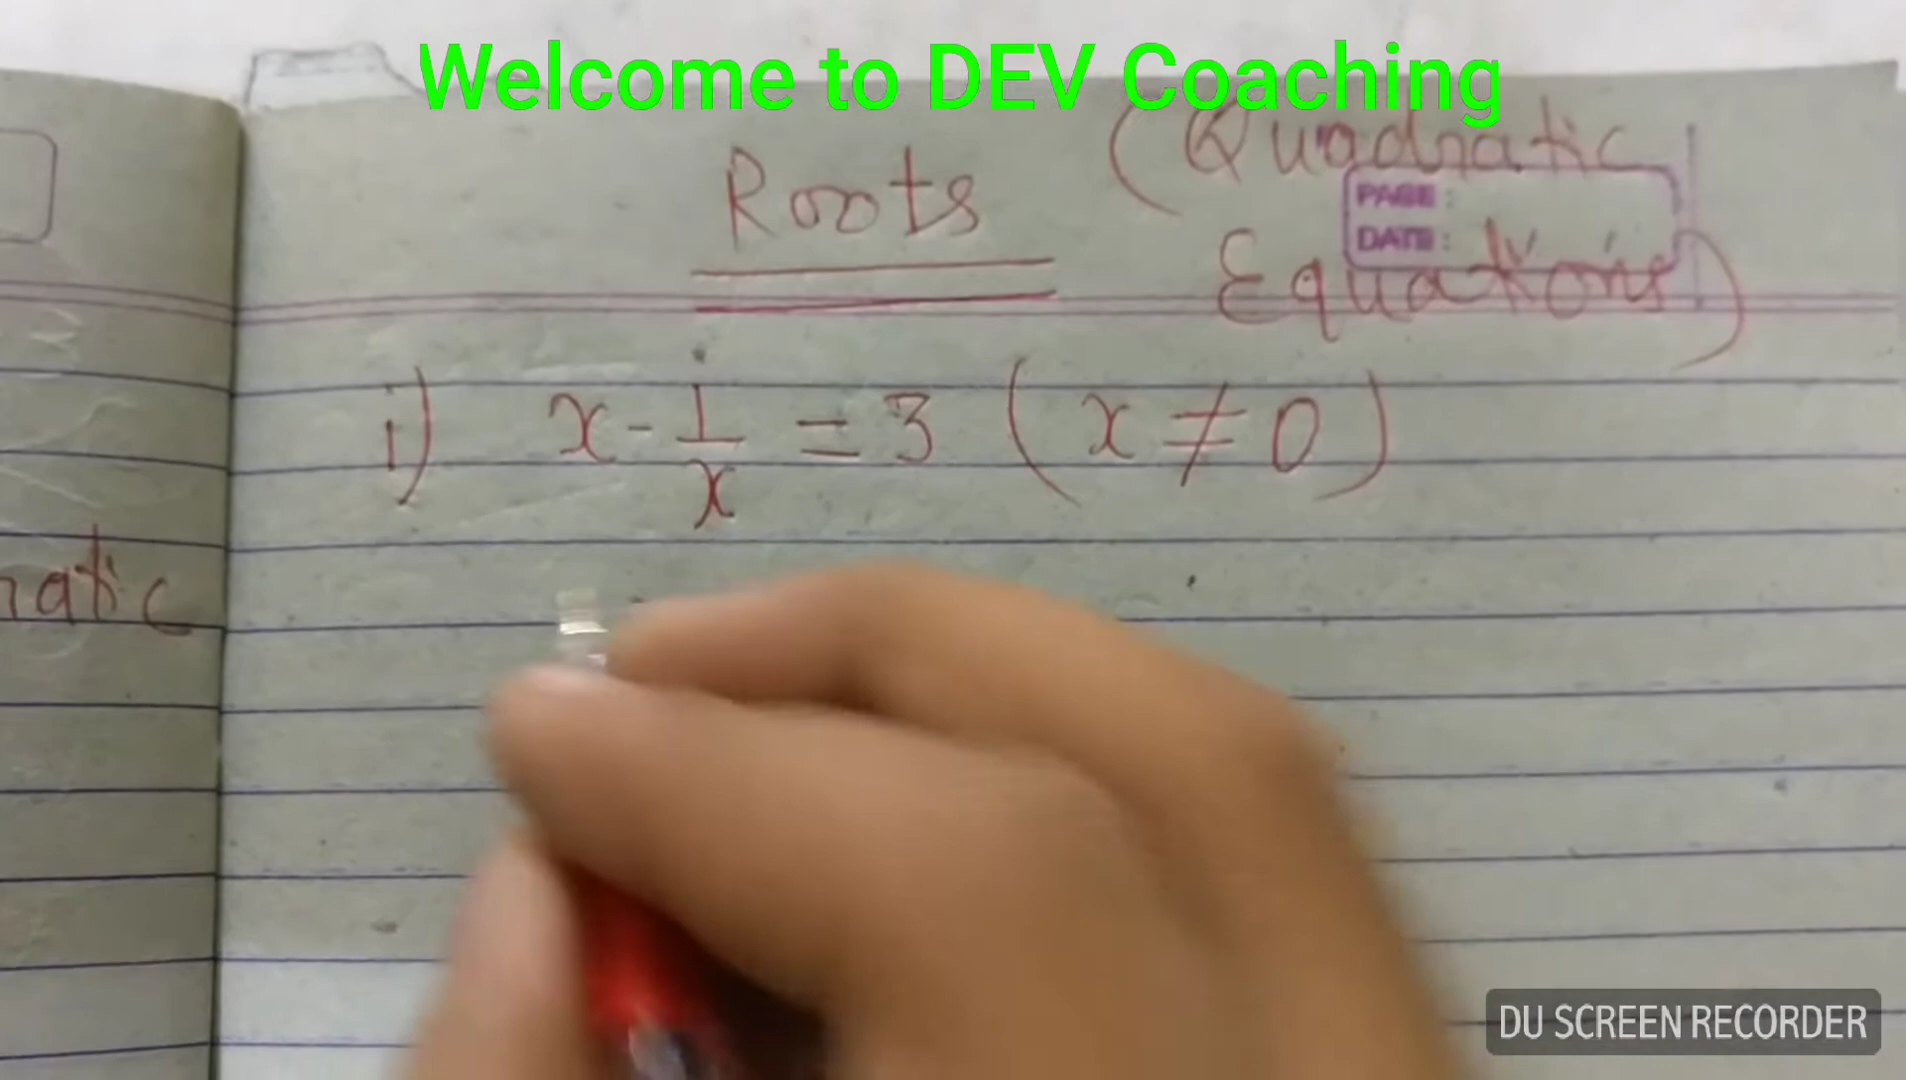 Welcome to DEV Coaching
Roots (Quadratic
PAGE :
DATE :
Equations)
i) x - 1/x = 3 (x ≠ 0)
DU SCREEN RECORDER